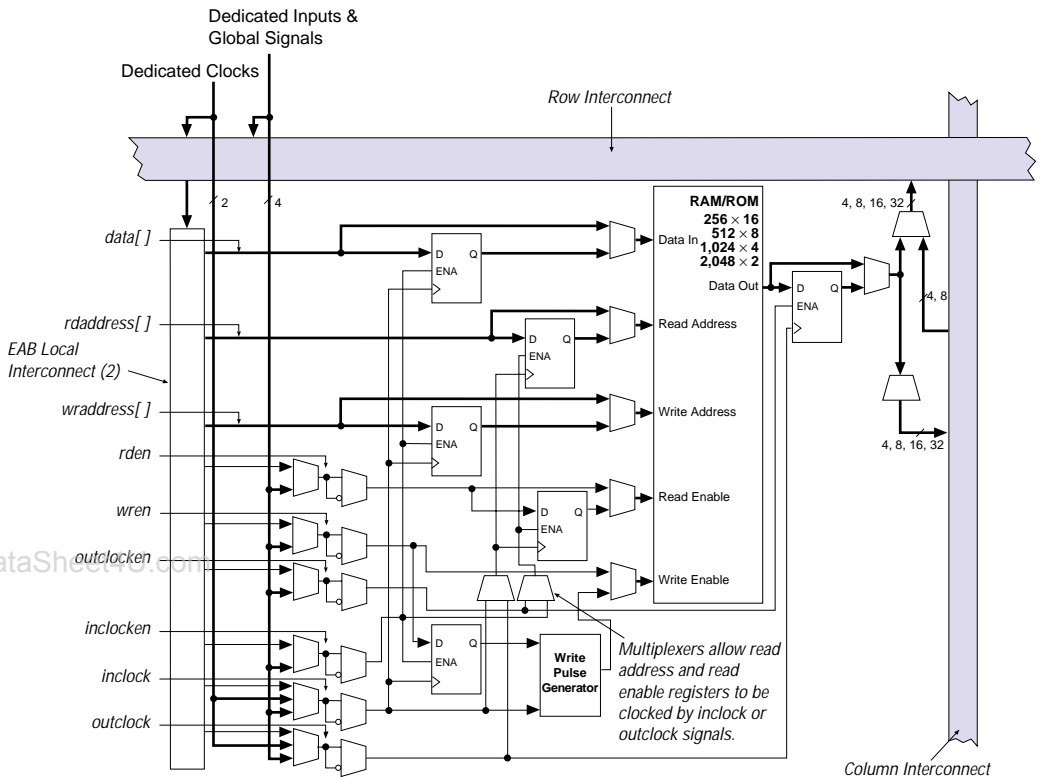 Dedicated Inputs &
Global Signals
Dedicated Clocks
Row Interconnect
2
4
4, 8, 16, 32
RAM/ROM
256 × 16
512 × 8
1,024 × 4
2,048 × 2
data[ ]
D
Q
ENA
Data In
Data Out
D
Q
ENA
4, 8
rdaddress[ ]
D
Q
ENA
Read Address
EAB Local
Interconnect (2)
wraddress[ ]
D
Q
ENA
Write Address
4, 8, 16, 32
rden
Read Enable
D
Q
ENA
wren
ataSheet4U.com
outclocken
Write Enable
inclocken
D
Q
ENA
Write
Pulse
Generator
Multiplexers allow read
address and read
enable registers to be
clocked by inclock or
outclock signals.
inclock
outclock
Column Interconnect